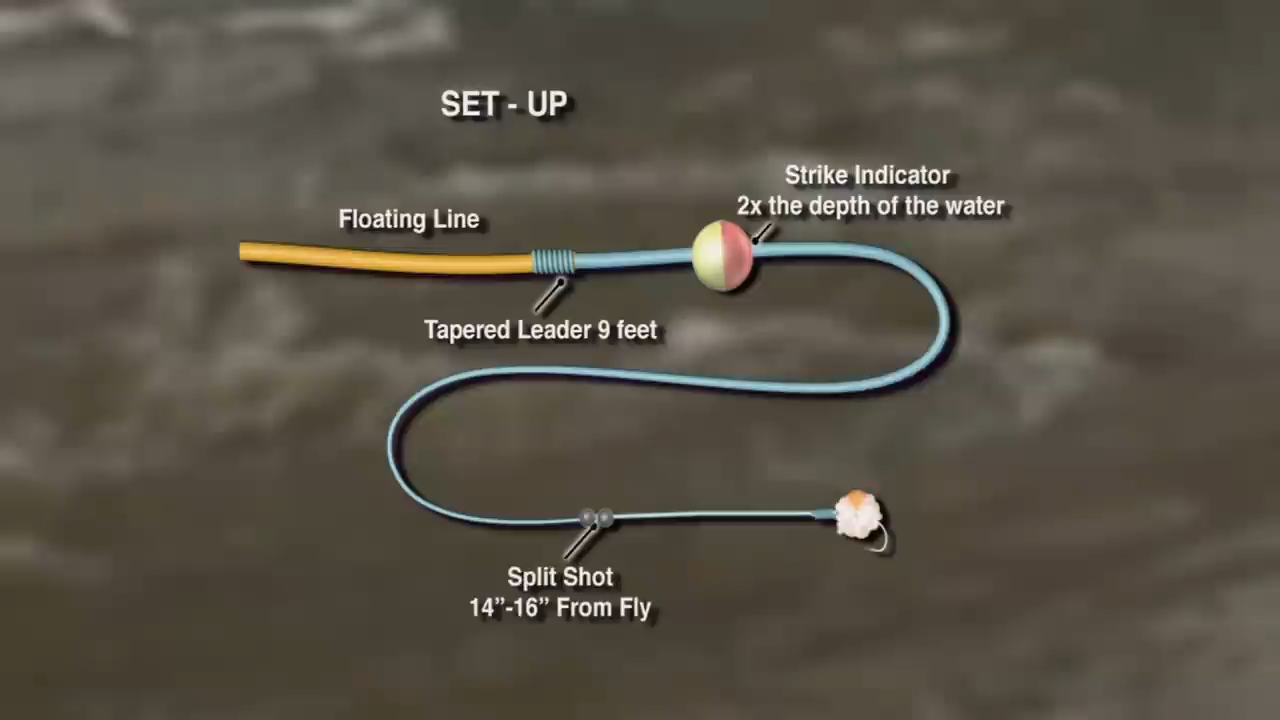 SET - UP
Strike Indicator
2x the depth of the water
Floating Line
Tapered Leader 9 feet
Split Shot
14”-16” From Fly